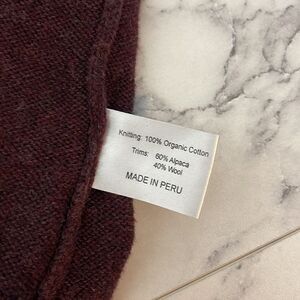 Knitting: 100% Organic Cotton
Trims: 60% Alpaca
40% Wool
MADE IN PERU